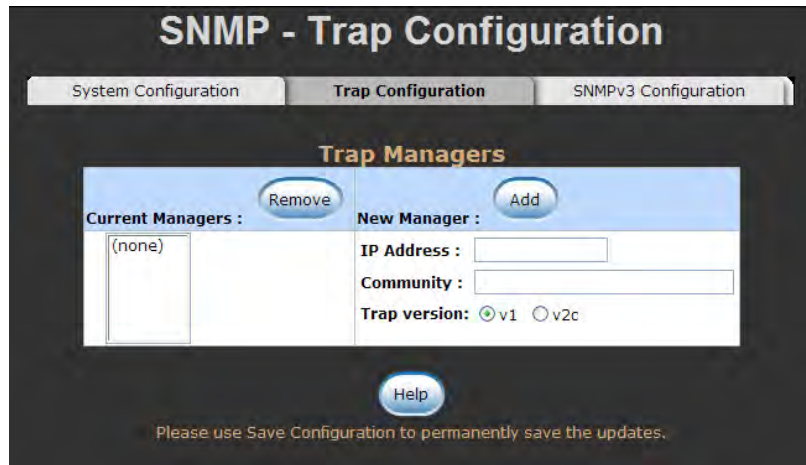 SNMP - Trap Configuration
System Configuration Trap Configuration SNMPv3 Configuration
Trap Managers
Current Managers : Remove
New Manager : Add
(none)
IP Address :
Community :
Trap version: v1 v2c
Help
Please use Save Configuration to permanently save the updates.